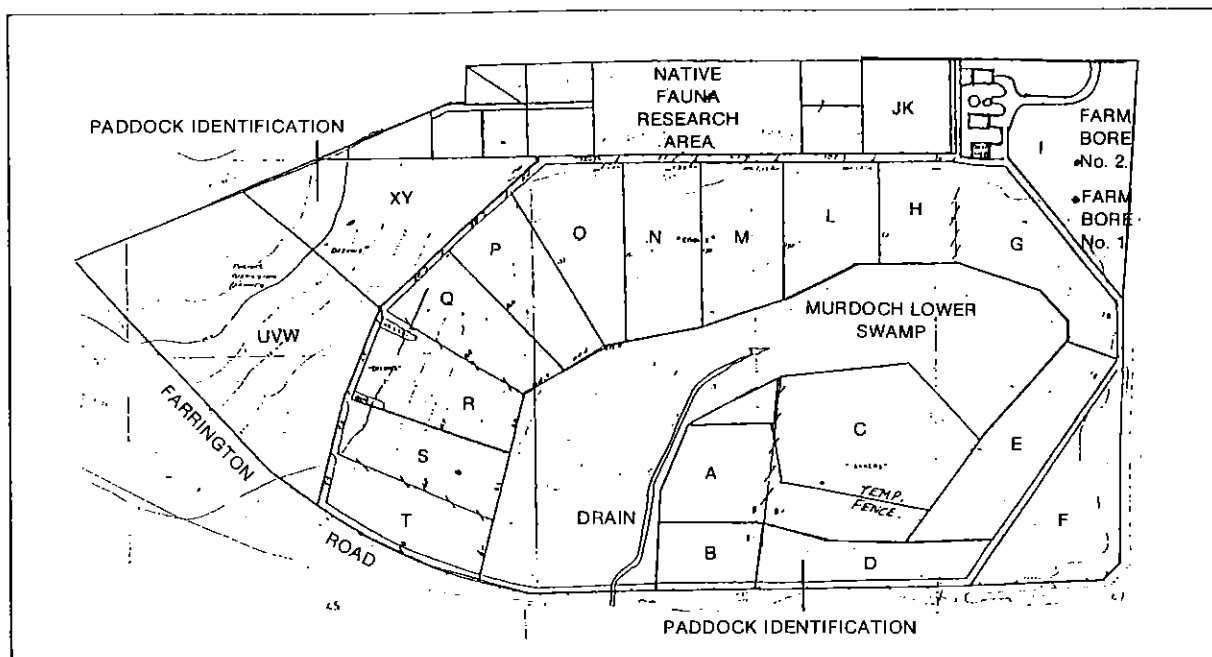 NATIVE
FAUNA
RESEARCH
AREA
JK
PADDOCK IDENTIFICATION
FARM
BORE
No. 2.
I
FARM
BORE
No. 1
XY
P
O
N
M
L
H
G
Q
MURDOCH LOWER
SWAMP
UVW
R
C
E
FARRINGTON
ROAD
S
A
TEMP.
FENCE.
T
DRAIN
F
B
D
PADDOCK IDENTIFICATION